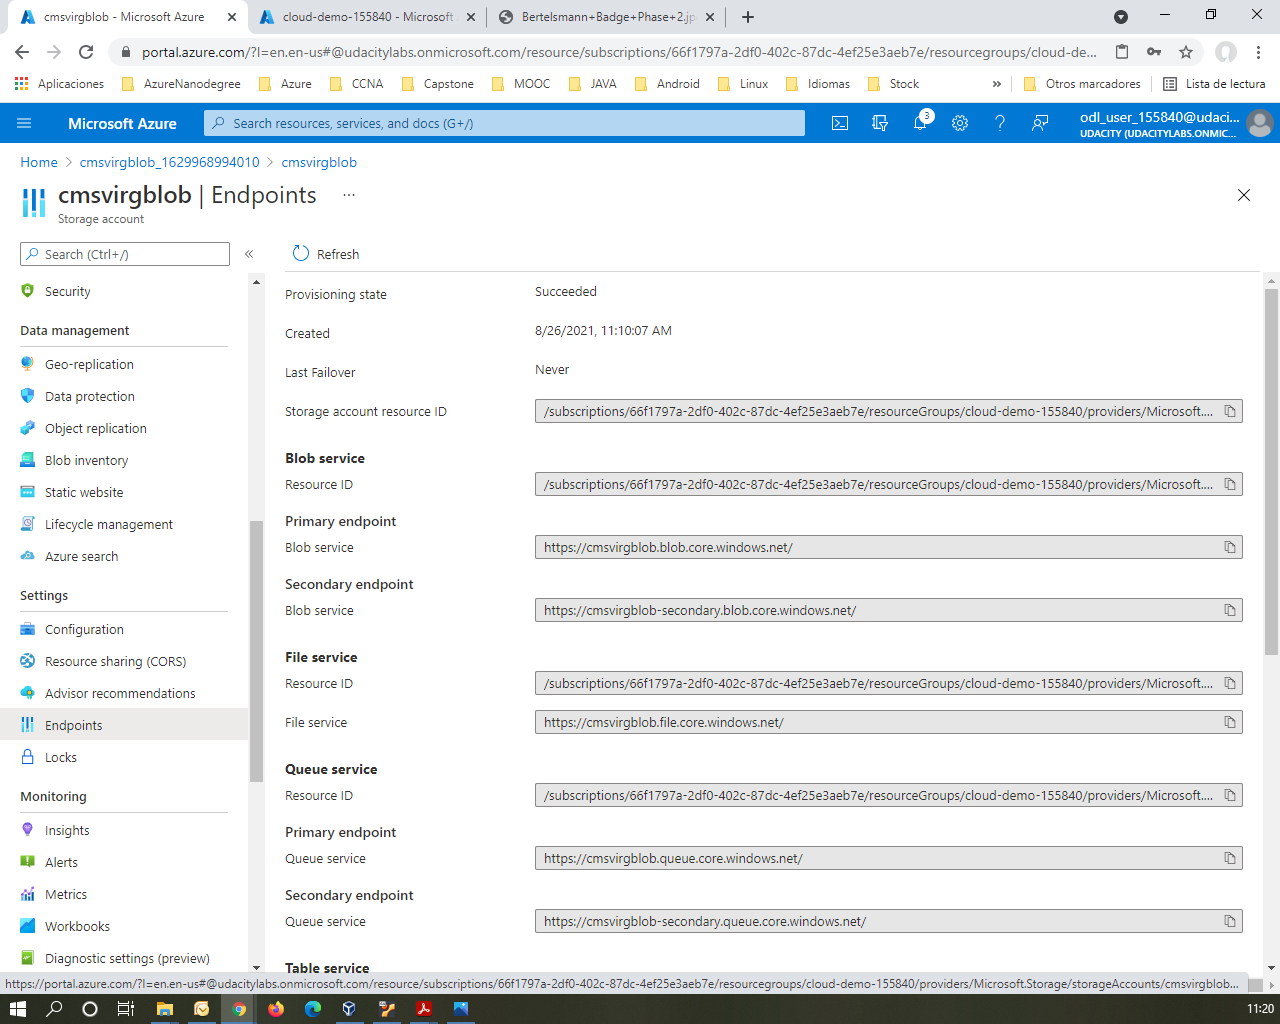 cmsvirgblob - Microsoft Azure
cloud-demo-155840 - Microsoft
Bertelsmann+Badge+Phase+2.jp
portal.azure.com/?l=en.en-us#@udacitylabs.onmicrosoft.com/resource/subscriptions/66f1797a-2df0-402c-87dc-4ef25e3aeb7e/resourcegroups/cloud-de...
Aplicaciones
AzureNanodegree
Azure
CCNA
Capstone
MOOC
JAVA
Android
Linux
Idiomas
Stock
»
Otros marcadores
Lista de lectura
Microsoft Azure
Search resources, services, and docs (G+/)
3
odl_user_155840@udaci...
UDACITY (UDACITYLABS.ONMIC...
Home > cmsvirgblob_1629968994010 > cmsvirgblob
cmsvirgblob | Endpoints ...
Storage account
Search (Ctrl+/)
«
Refresh
Security
Data management
Geo-replication
Data protection
Object replication
Blob inventory
Static website
Lifecycle management
Azure search
Settings
Configuration
Resource sharing (CORS)
Advisor recommendations
Endpoints
Locks
Monitoring
Insights
Alerts
Metrics
Workbooks
Diagnostic settings (preview)
Provisioning state
Succeeded
Created
8/26/2021, 11:10:07 AM
Last Failover
Never
Storage account resource ID
/subscriptions/66f1797a-2df0-402c-87dc-4ef25e3aeb7e/resourceGroups/cloud-demo-155840/providers/Microsoft....
Blob service
Resource ID
/subscriptions/66f1797a-2df0-402c-87dc-4ef25e3aeb7e/resourceGroups/cloud-demo-155840/providers/Microsoft....
Primary endpoint
Blob service
https://cmsvirgblob.blob.core.windows.net/
Secondary endpoint
Blob service
https://cmsvirgblob-secondary.blob.core.windows.net/
File service
Resource ID
/subscriptions/66f1797a-2df0-402c-87dc-4ef25e3aeb7e/resourceGroups/cloud-demo-155840/providers/Microsoft....
File service
https://cmsvirgblob.file.core.windows.net/
Queue service
Resource ID
/subscriptions/66f1797a-2df0-402c-87dc-4ef25e3aeb7e/resourceGroups/cloud-demo-155840/providers/Microsoft....
Primary endpoint
Queue service
https://cmsvirgblob.queue.core.windows.net/
Secondary endpoint
Queue service
https://cmsvirgblob-secondary.queue.core.windows.net/
Table service
https://portal.azure.com/?l=en.en-us#@udacitylabs.onmicrosoft.com/resource/subscriptions/66f1797a-2df0-402c-87dc-4ef25e3aeb7e/resourcegroups/cloud-demo-155840/providers/Microsoft.Storage/storageAccounts/cmsvirgblob...
11:20